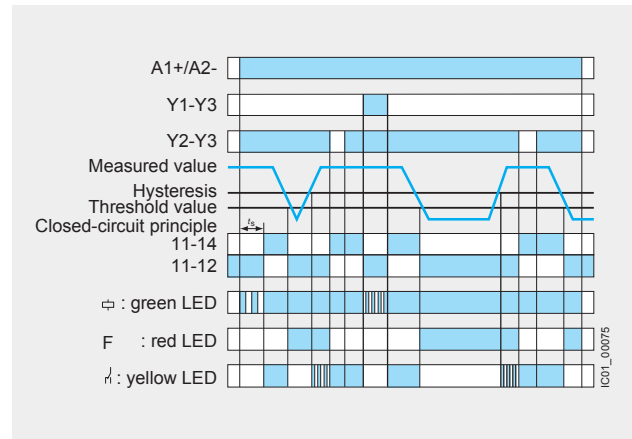 A1+/A2-
Y1-Y3
Y2-Y3
Measured value
Hysteresis
Threshold value
Closed-circuit principle
ts
11-14
11-12
: green LED
F : red LED
: yellow LED
IC01_00075